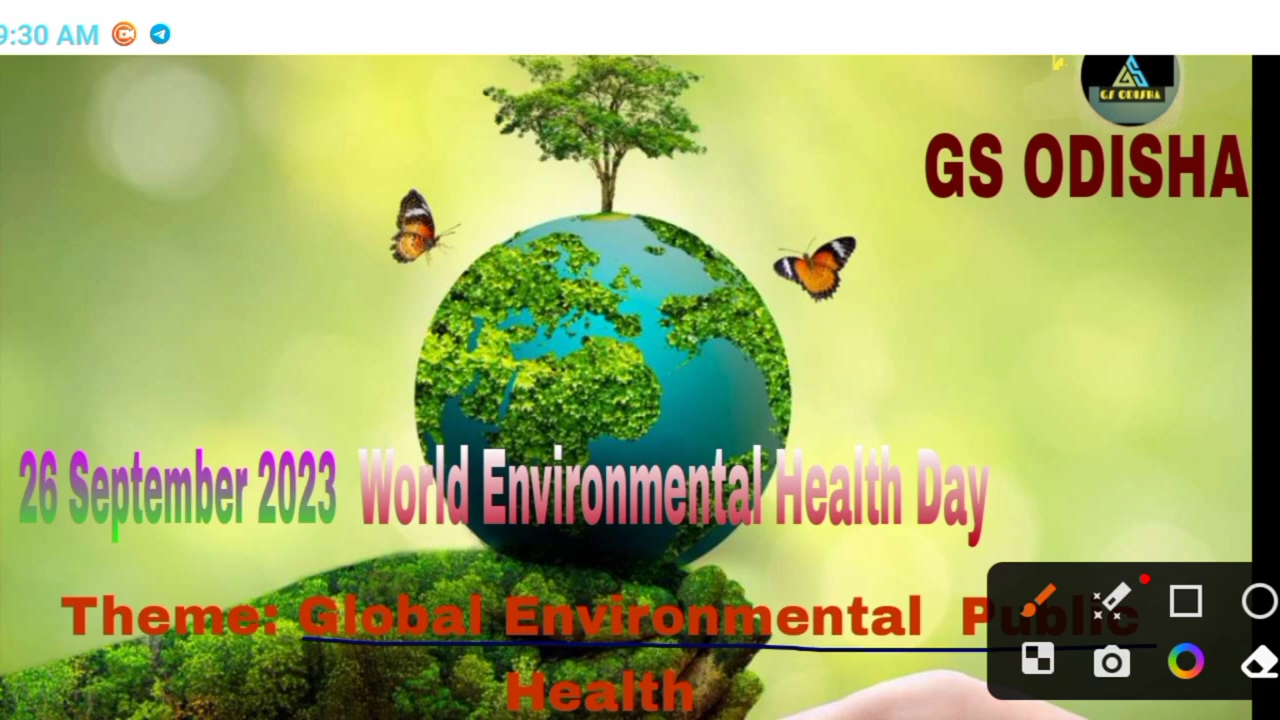 9:30 AM
GS ODISHA
GS ODISHA
26 September 2023 World Environmental Health Day
Theme: Global Environmental Public
Health